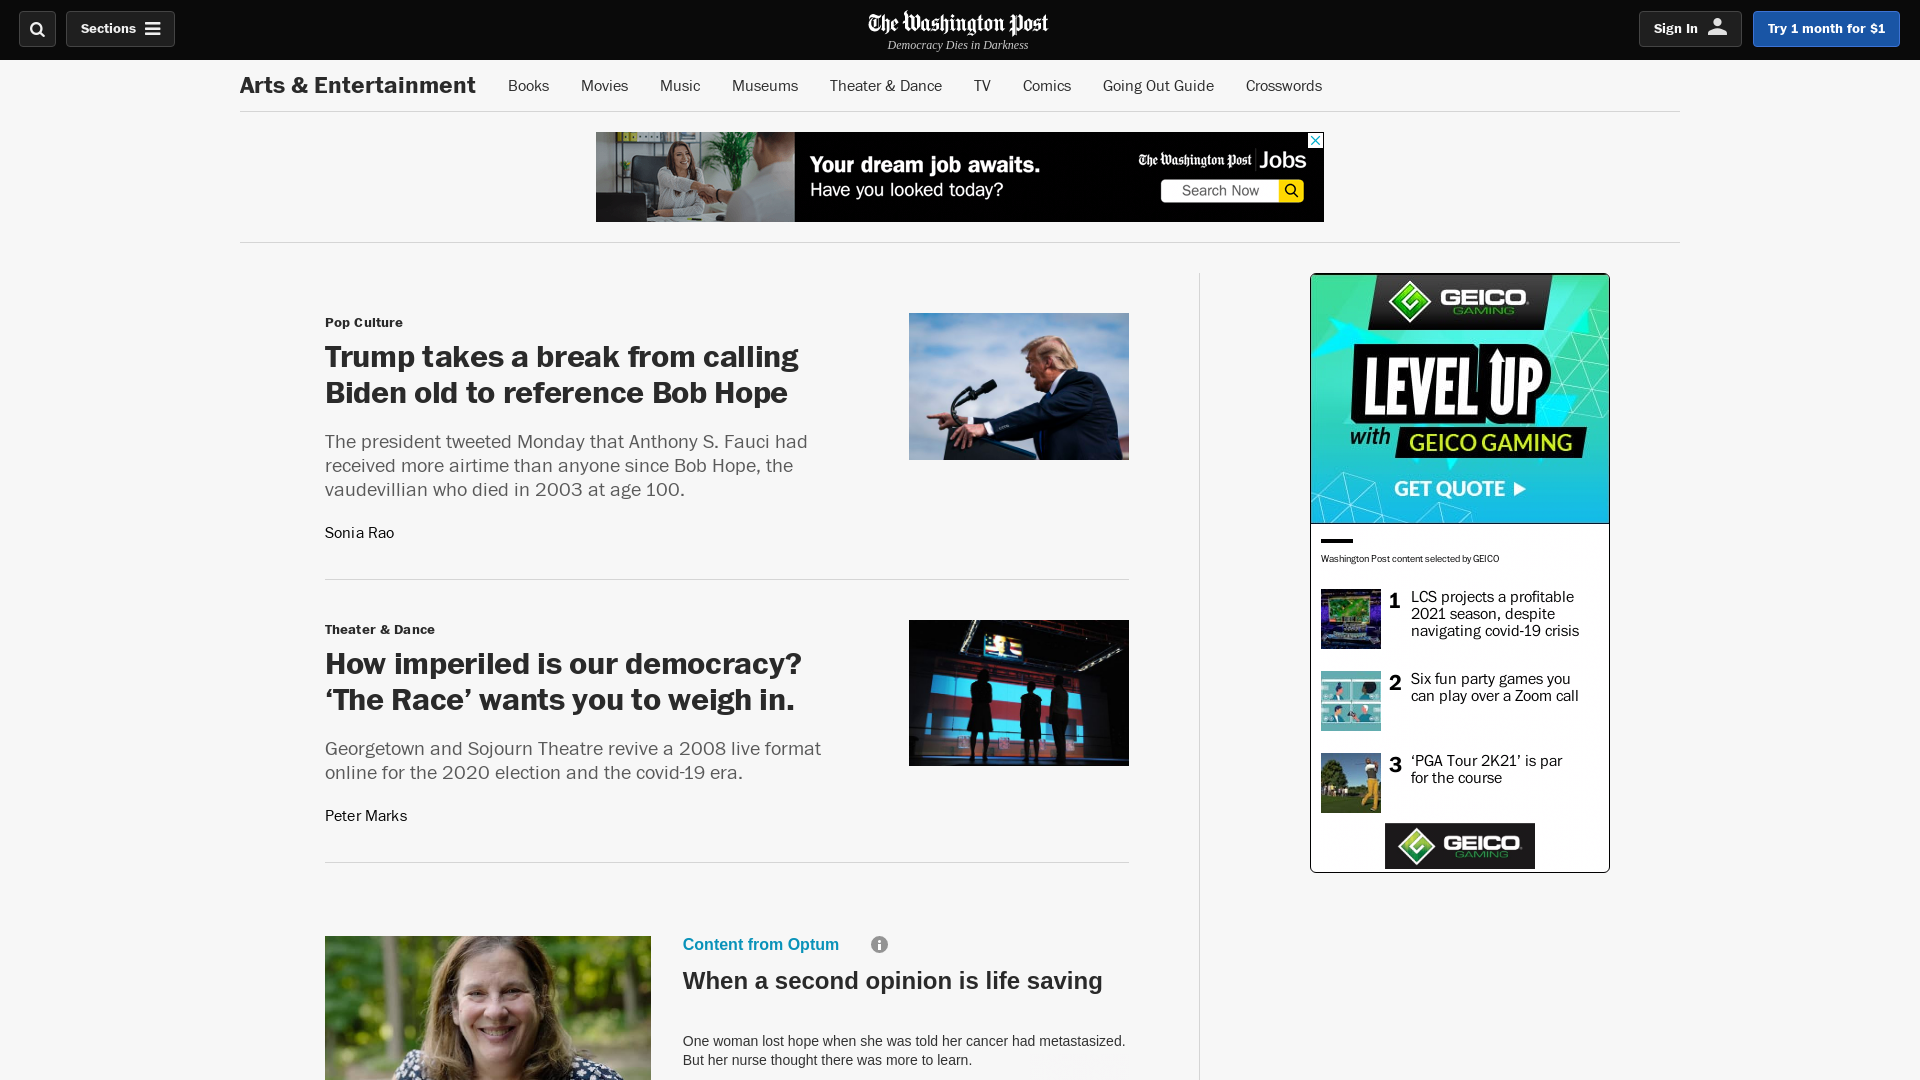 Sections
The Washington Post
Democracy Dies in Darkness
Sign In
Try 1 month for $1
Arts & Entertainment
Books
Movies
Music
Museums
Theater & Dance
TV
Comics
Going Out Guide
Crosswords
Your dream job awaits.
Have you looked today?
The Washington Post Jobs
Search Now
Pop Culture
Trump takes a break from calling
Biden old to reference Bob Hope
The president tweeted Monday that Anthony S. Fauci had
received more airtime than anyone since Bob Hope, the
vaudevillian who died in 2003 at age 100.
Sonia Rao
Theater & Dance
How imperiled is our democracy?
‘The Race’ wants you to weigh in.
Georgetown and Sojourn Theatre revive a 2008 live format
online for the 2020 election and the covid-19 era.
Peter Marks
Content from Optum
When a second opinion is life saving
One woman lost hope when she was told her cancer had metastasized.
But her nurse thought there was more to learn.
GEICO
GAMING
LEVEL UP
with GEICO GAMING
GET QUOTE
Washington Post content selected by GEICO
1 LCS projects a profitable
2021 season, despite
navigating covid-19 crisis
2 Six fun party games you
can play over a Zoom call
3 ‘PGA Tour 2K21’ is par
for the course
GEICO
GAMING